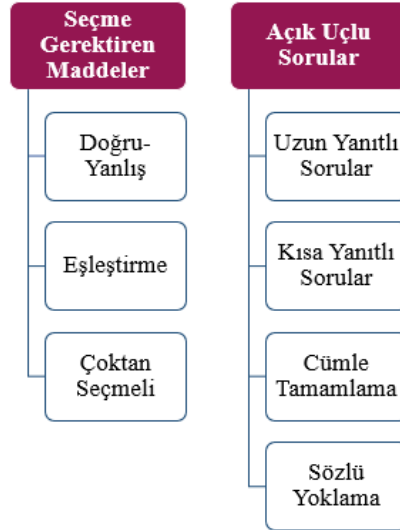 Seçme
Gerektiren
Maddeler
Doğru-
Yanlış
Eşleştirme
Çoktan
Seçmeli
Açık Uçlu
Sorular
Uzun Yanıtlı
Sorular
Kısa Yanıtlı
Sorular
Cümle
Tamamlama
Sözlü
Yoklama